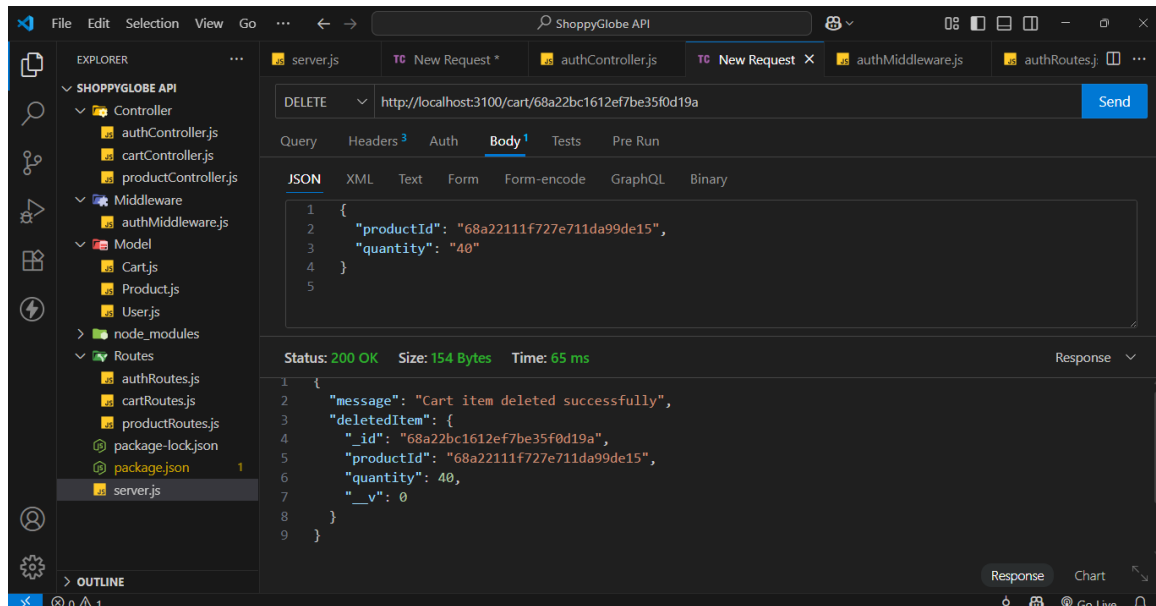 File Edit Selection View Go ··· ShoppyGlobe API
EXPLORER ···
SHOPPYGLOBE API
Controller
authController.js
cartController.js
productController.js
Middleware
authMiddleware.js
Model
Cart.js
Product.js
User.js
node_modules
Routes
authRoutes.js
cartRoutes.js
productRoutes.js
package-lock.json
package.json 1
server.js
OUTLINE
server.js TC New Request * authController.js TC New Request authMiddleware.js authRoutes.j ···
DELETE http://localhost:3100/cart/68a22bc1612ef7be35f0d19a Send
Query Headers 3 Auth Body 1 Tests Pre Run
JSON XML Text Form Form-encode GraphQL Binary
1 {
2 "productId": "68a22111f727e711da99de15",
3 "quantity": "40"
4 }
5
Status: 200 OK Size: 154 Bytes Time: 65 ms Response
1 {
2 "message": "Cart item deleted successfully",
3 "deletedItem": {
4 "_id": "68a22bc1612ef7be35f0d19a",
5 "productId": "68a22111f727e711da99de15",
6 "quantity": 40,
7 "__v": 0
8 }
9 }
Response Chart
0 1 Go Live